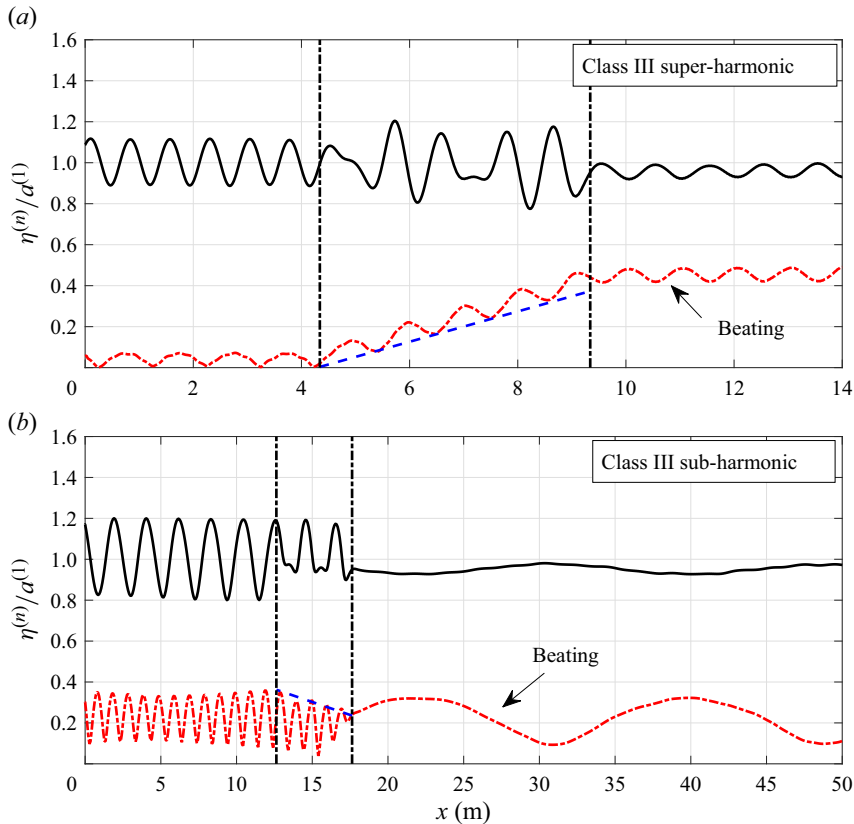 (a)
1.6
Class III super-harmonic
1.4
1.2
1.0
η(n)/a(1)
0.8
0.6
0.4
Beating
0.2
0 2 4 6 8 10 12 14
(b)
1.6
Class III sub-harmonic
1.4
1.2
1.0
η(n)/a(1)
0.8
0.6
Beating
0.4
0.2
0 5 10 15 20 25 30 35 40 45 50
x (m)